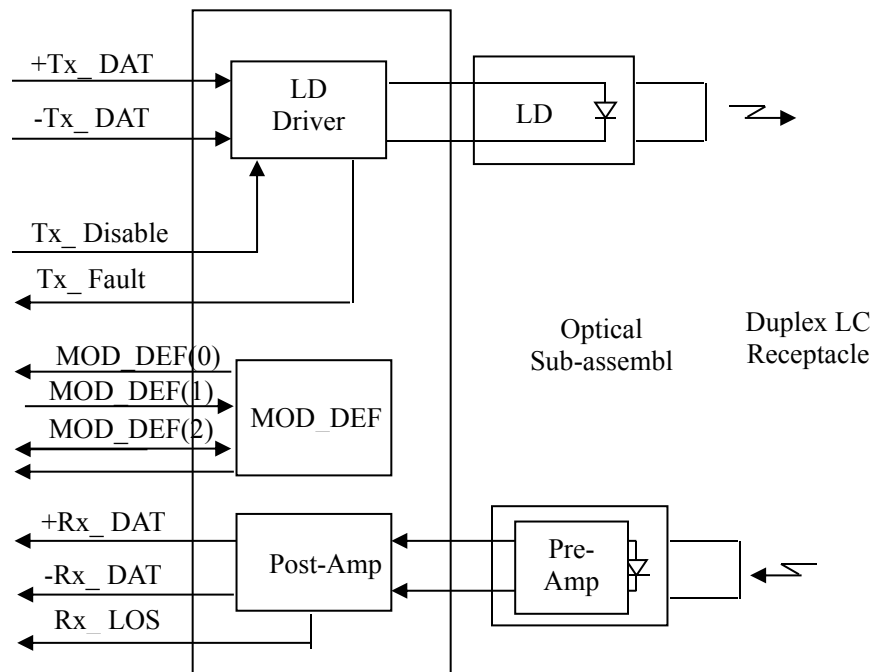 +Tx_ DAT
-Tx_ DAT
LD
Driver
LD
Tx_ Disable
Tx_ Fault
Optical
Sub-assembl
Duplex LC
Receptacle
MOD_DEF(0)
MOD_DEF(1)
MOD_DEF(2)
MOD_DEF
+Rx_ DAT
-Rx_ DAT
Rx_ LOS
Post-Amp
Pre-
Amp